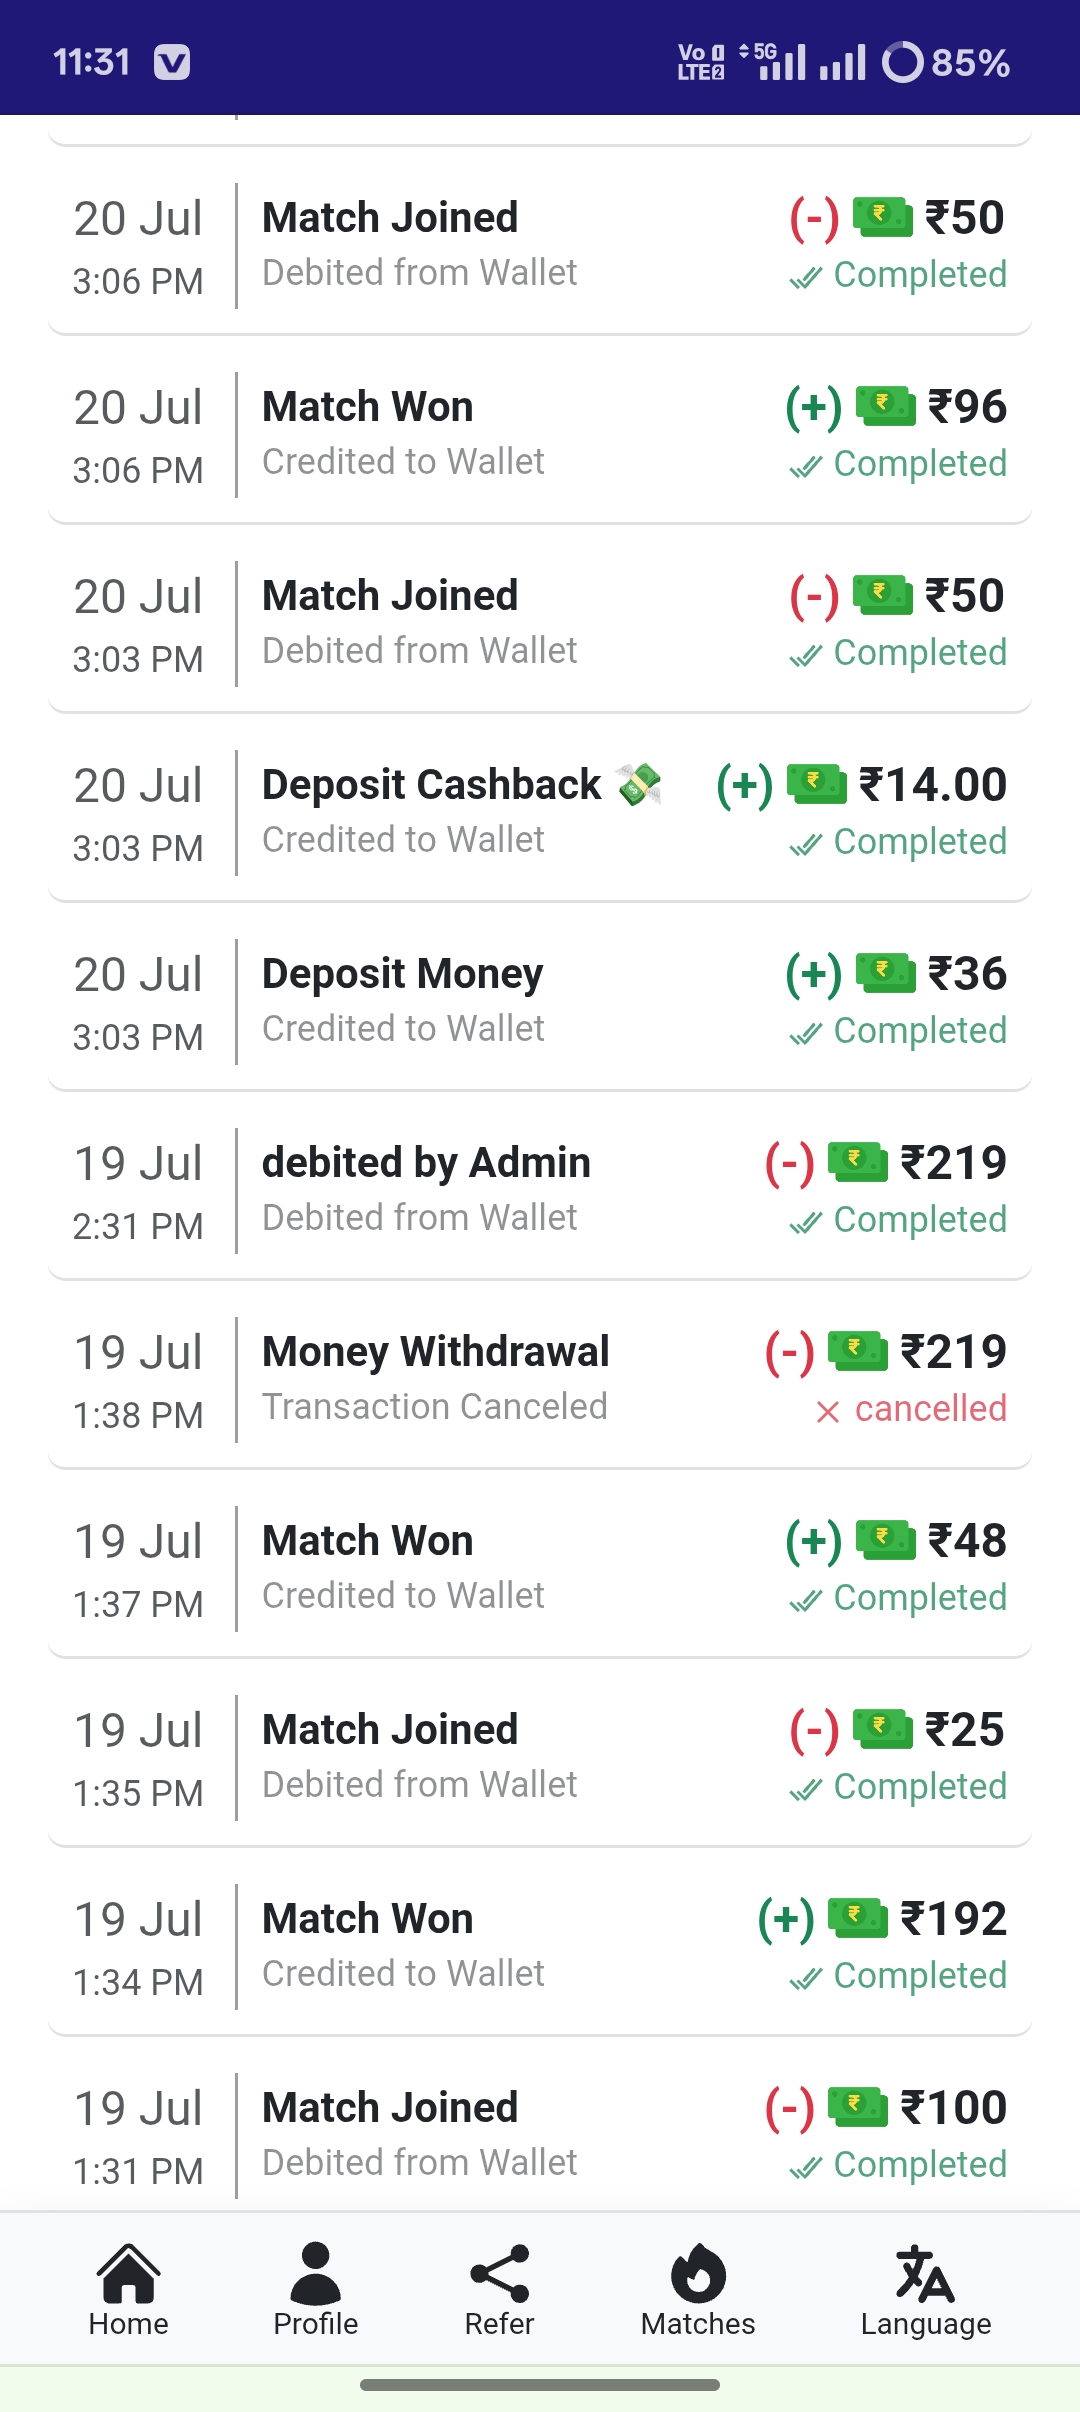 11:31
Vo 1 LTE 2 5G 85%
20 Jul Match Joined (-) ₹50
3:06 PM Debited from Wallet Completed
20 Jul Match Won (+) ₹96
3:06 PM Credited to Wallet Completed
20 Jul Match Joined (-) ₹50
3:03 PM Debited from Wallet Completed
20 Jul Deposit Cashback 💸 (+) ₹14.00
3:03 PM Credited to Wallet Completed
20 Jul Deposit Money (+) ₹36
3:03 PM Credited to Wallet Completed
19 Jul debited by Admin (-) ₹219
2:31 PM Debited from Wallet Completed
19 Jul Money Withdrawal (-) ₹219
1:38 PM Transaction Canceled cancelled
19 Jul Match Won (+) ₹48
1:37 PM Credited to Wallet Completed
19 Jul Match Joined (-) ₹25
1:35 PM Debited from Wallet Completed
19 Jul Match Won (+) ₹192
1:34 PM Credited to Wallet Completed
19 Jul Match Joined (-) ₹100
1:31 PM Debited from Wallet Completed
Home Profile Refer Matches Language